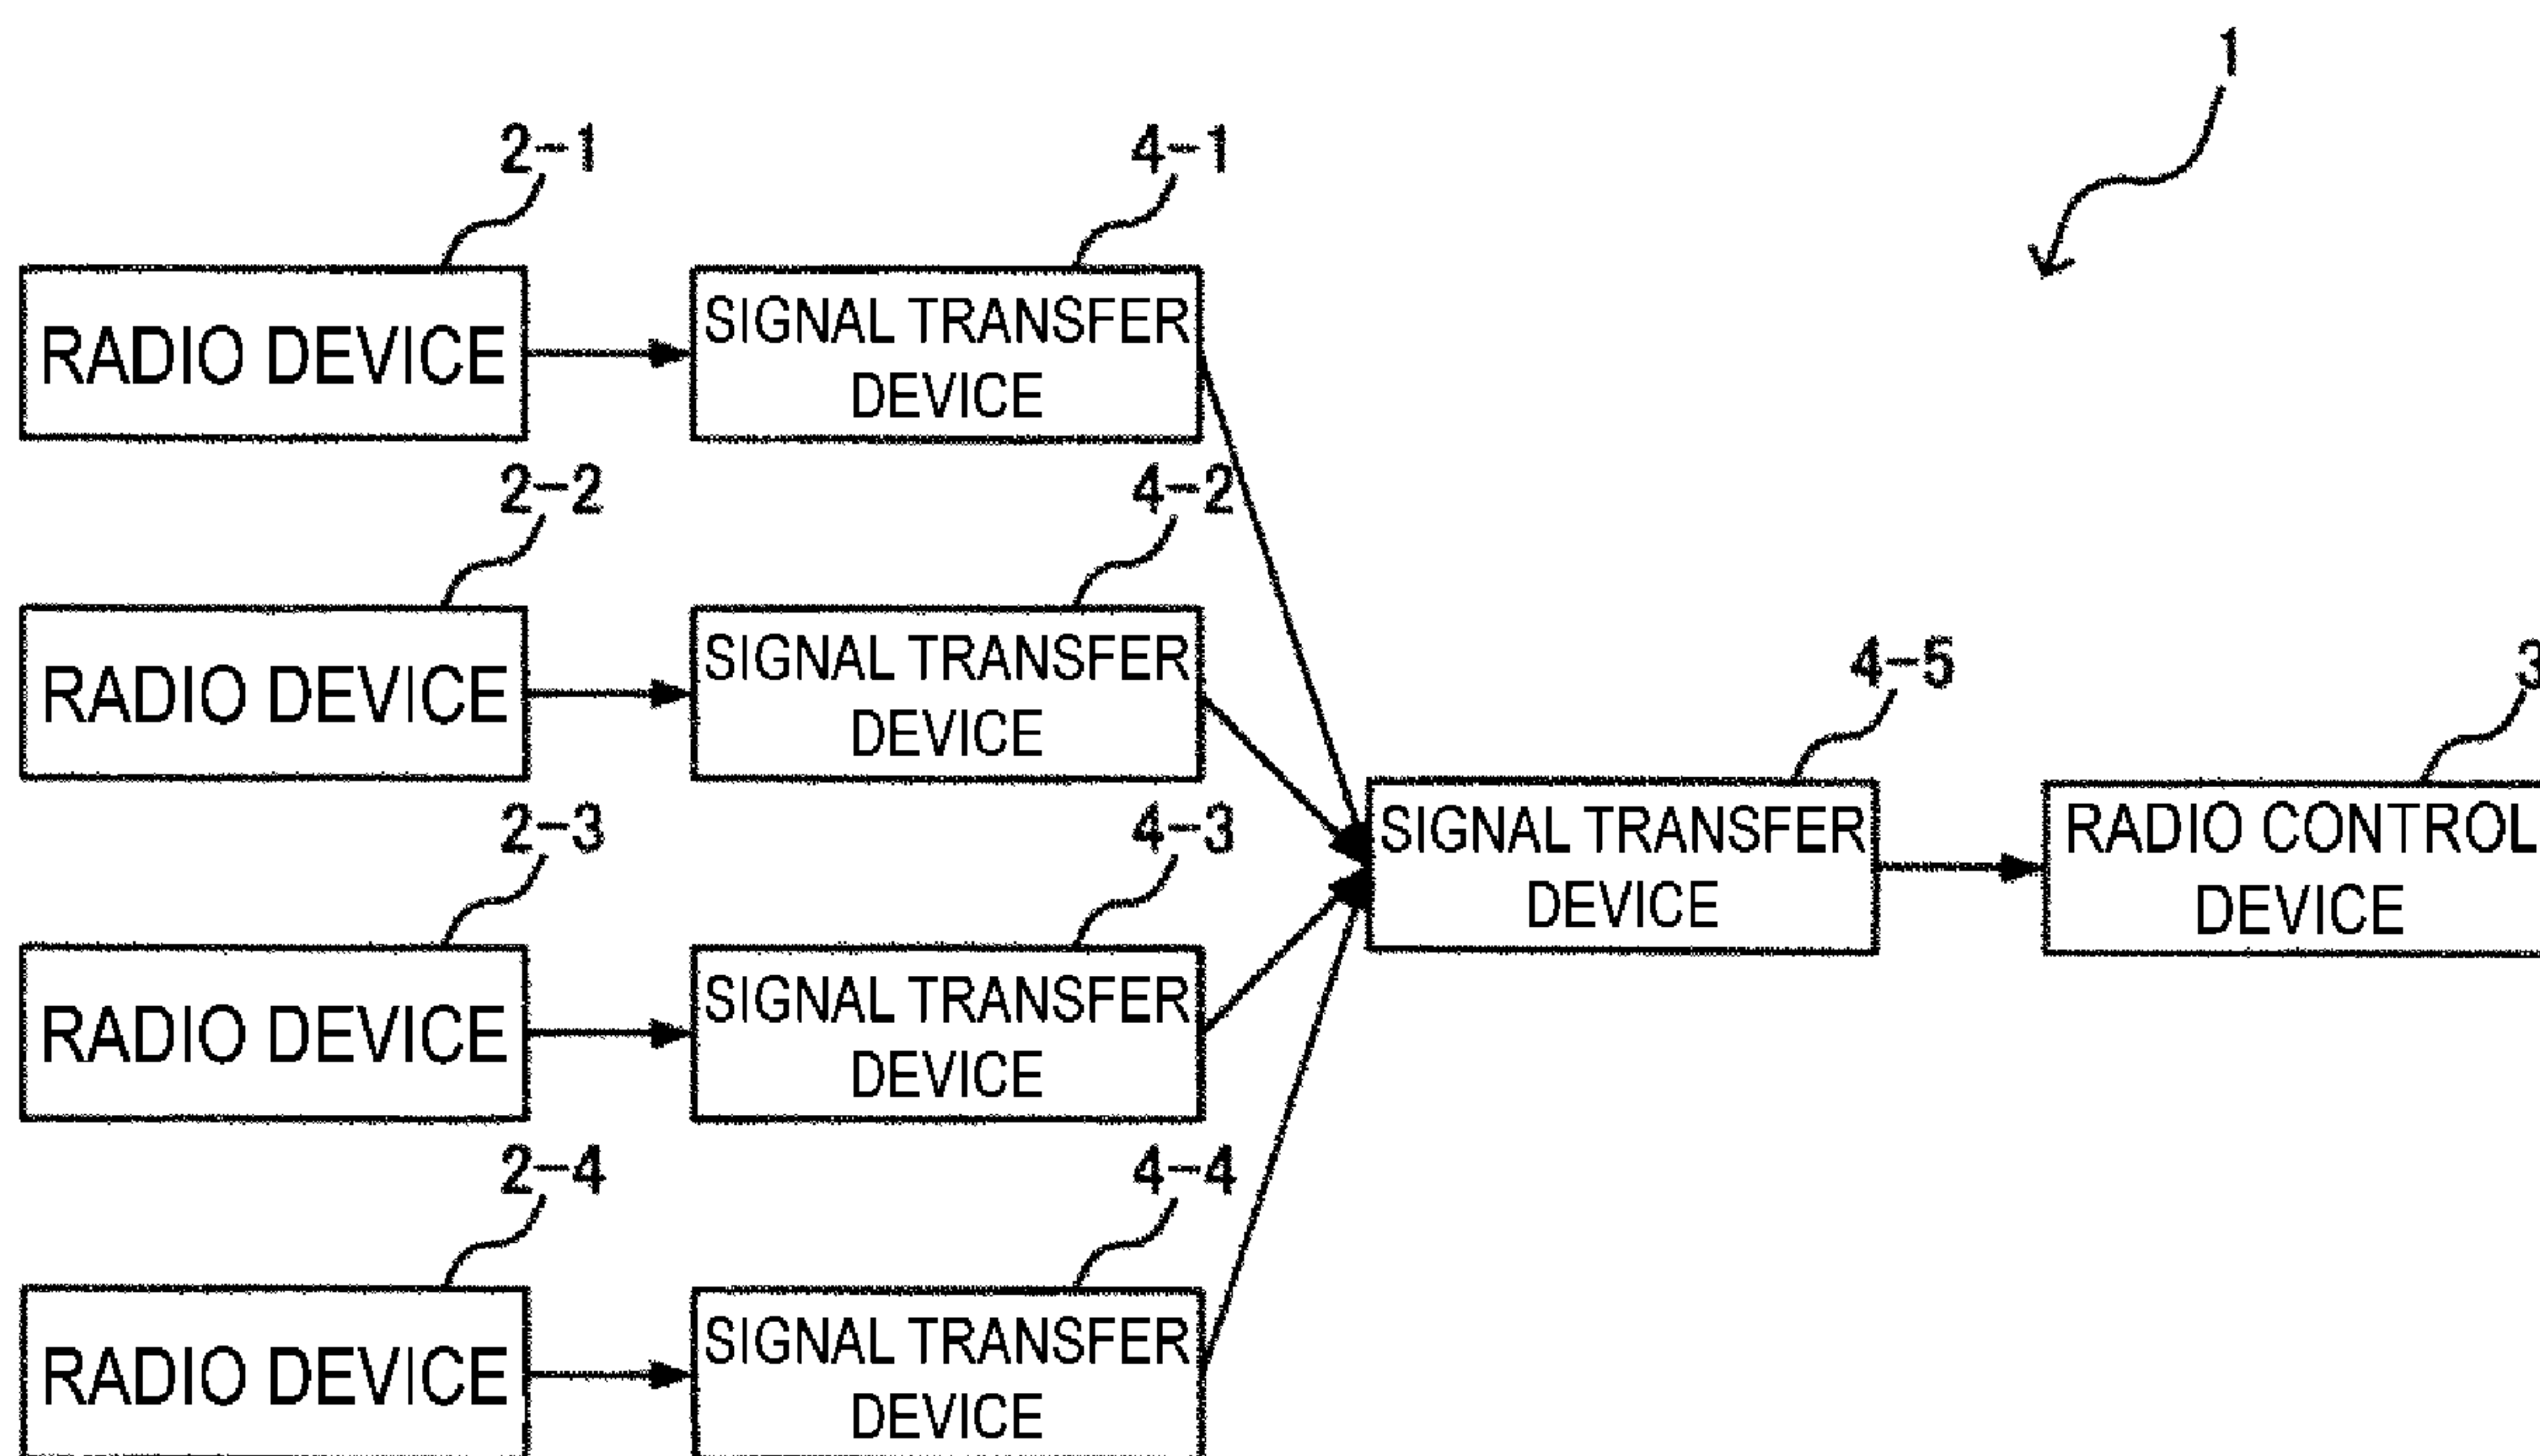 1
2-1
4-1
RADIO DEVICE
SIGNAL TRANSFER
DEVICE
2-2
4-2
RADIO DEVICE
SIGNAL TRANSFER
DEVICE
4-5
3
2-3
4-3
SIGNAL TRANSFER
DEVICE
RADIO CONTROL
DEVICE
RADIO DEVICE
SIGNAL TRANSFER
DEVICE
2-4
4-4
RADIO DEVICE
SIGNAL TRANSFER
DEVICE